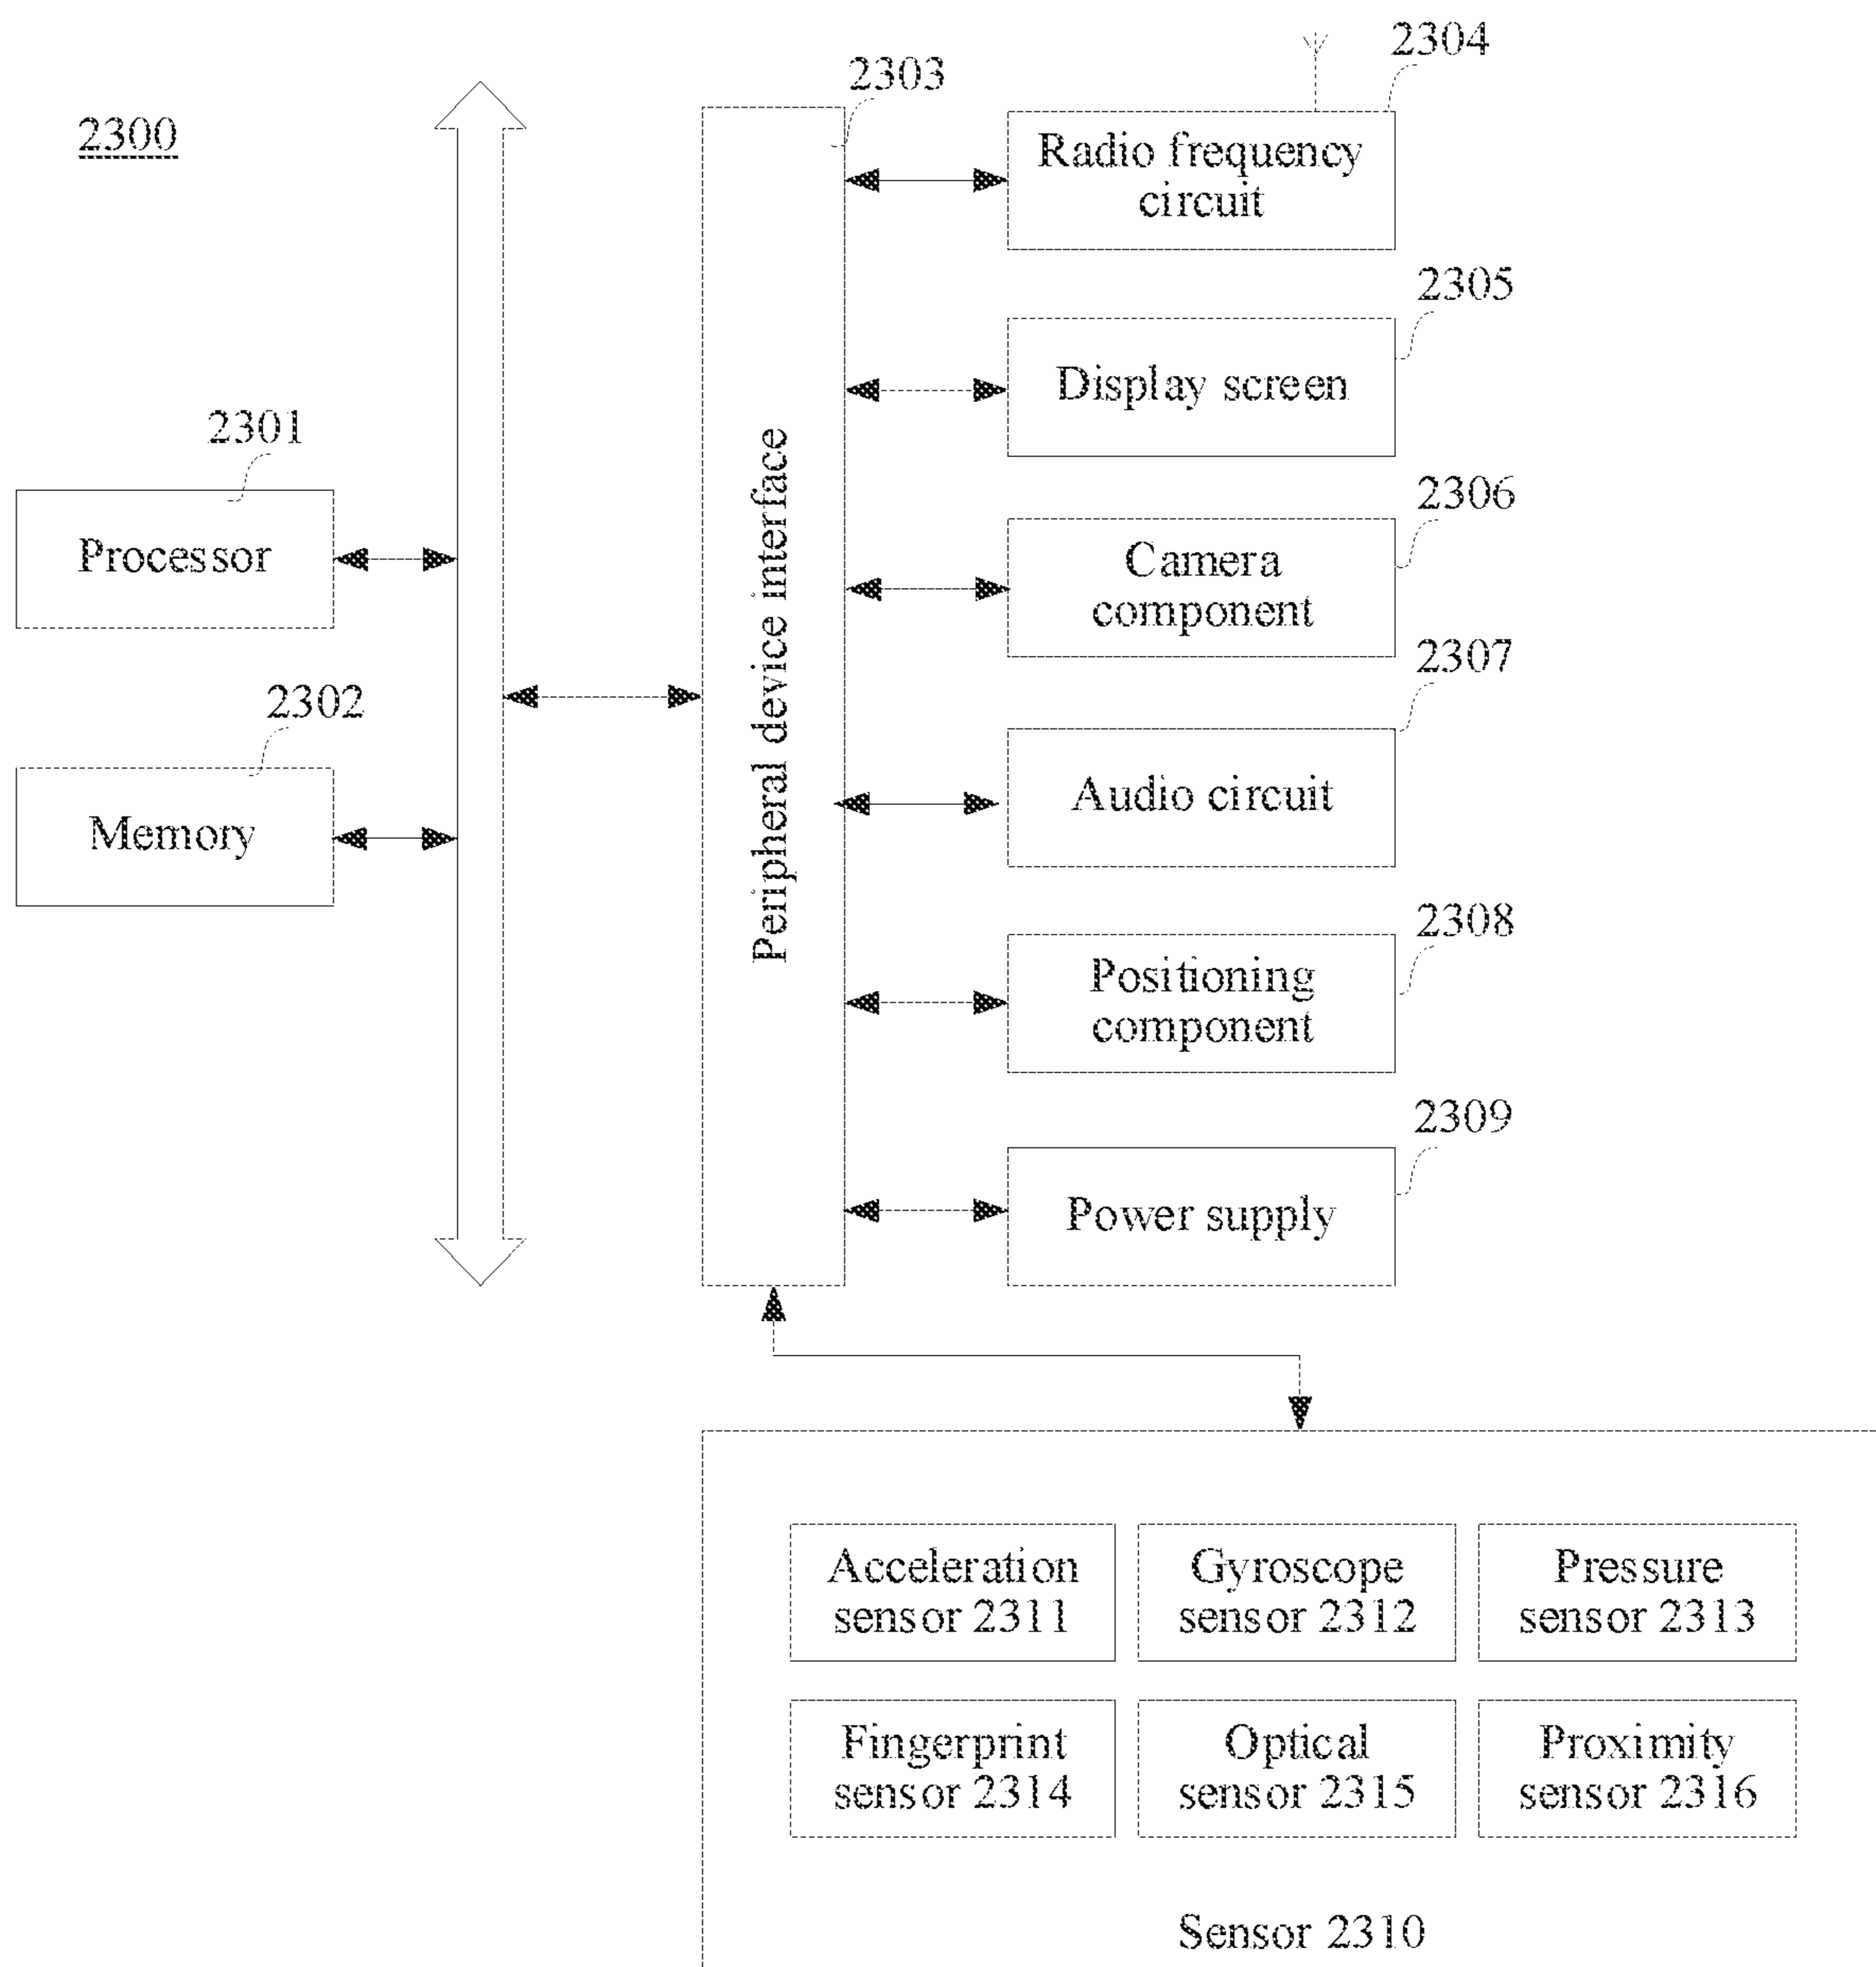 2300
2301
Processor
2302
Memory
2303
Peripheral device interface
2304
Radio frequency
circuit
2305
Display screen
2306
Camera
component
2307
Audio circuit
2308
Positioning
component
2309
Power supply
Acceleration
sensor 2311
Gyroscope
sensor 2312
Pressure
sensor 2313
Fingerprint
sensor 2314
Optical
sensor 2315
Proximity
sensor 2316
Sensor 2310